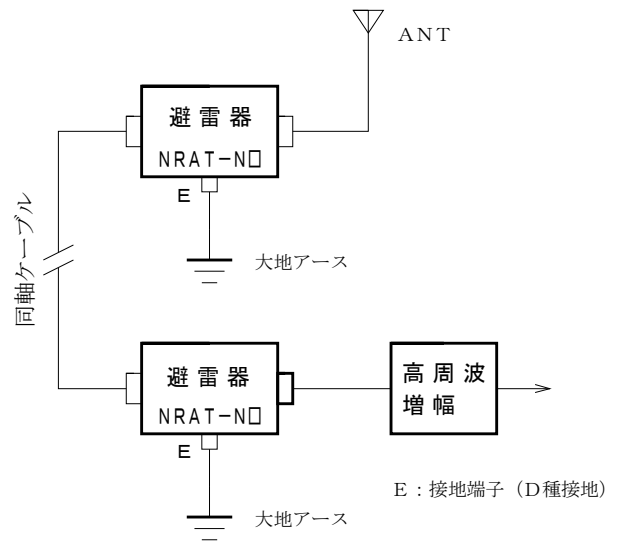 ANT
避雷器
NRAT-N□
E
大地アース
同軸ケーブル
避雷器
NRAT-N□
高周波
増幅
E
E：接地端子（D種接地）
大地アース